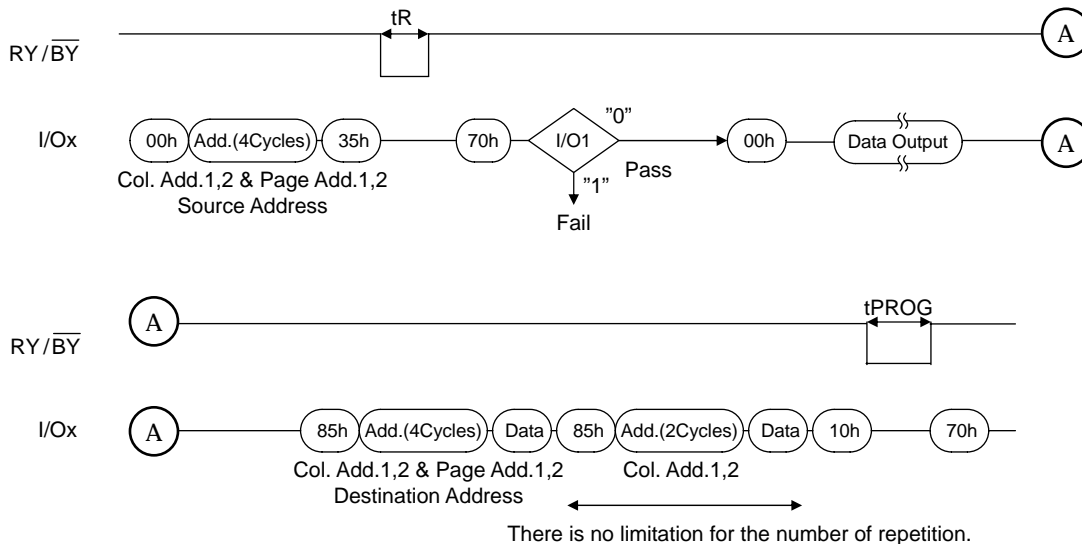 tR
RY/BY
A
I/Ox
00h Add.(4Cycles) 35h 70h I/O1 "0" 00h Data Output A
Pass
"1"
Col. Add.1,2 & Page Add.1,2
Source Address
Fail
A
tPROG
RY/BY
I/Ox
A 85h Add.(4Cycles) Data 85h Add.(2Cycles) Data 10h 70h
Col. Add.1,2 & Page Add.1,2 Col. Add.1,2
Destination Address
There is no limitation for the number of repetition.